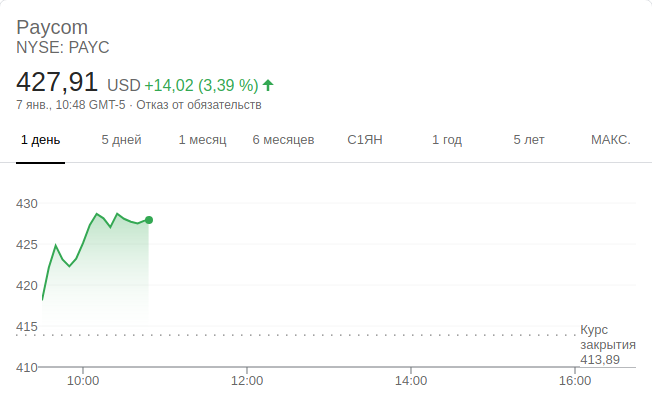 Paycom
NYSE: PAYC
427,91 USD +14,02 (3,39 %)
7 янв., 10:48 GMT-5 · Отказ от обязательств
1 день 5 дней 1 месяц 6 месяцев С1ЯН 1 год 5 лет МАКС.
430
425
420
415
Курс
закрытия
413,89
410
10:00 12:00 14:00 16:00